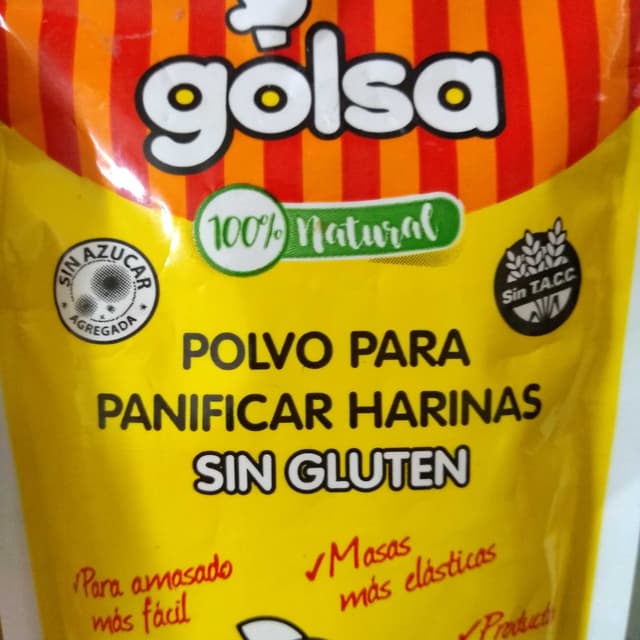 golsa
100% Natural
SIN AZUCAR
AGREGADA
Sin T.A.C.C.
POLVO PARA
PANIFICAR HARINAS
SIN GLUTEN
Para amasado
más fácil
Masas
más elásticas